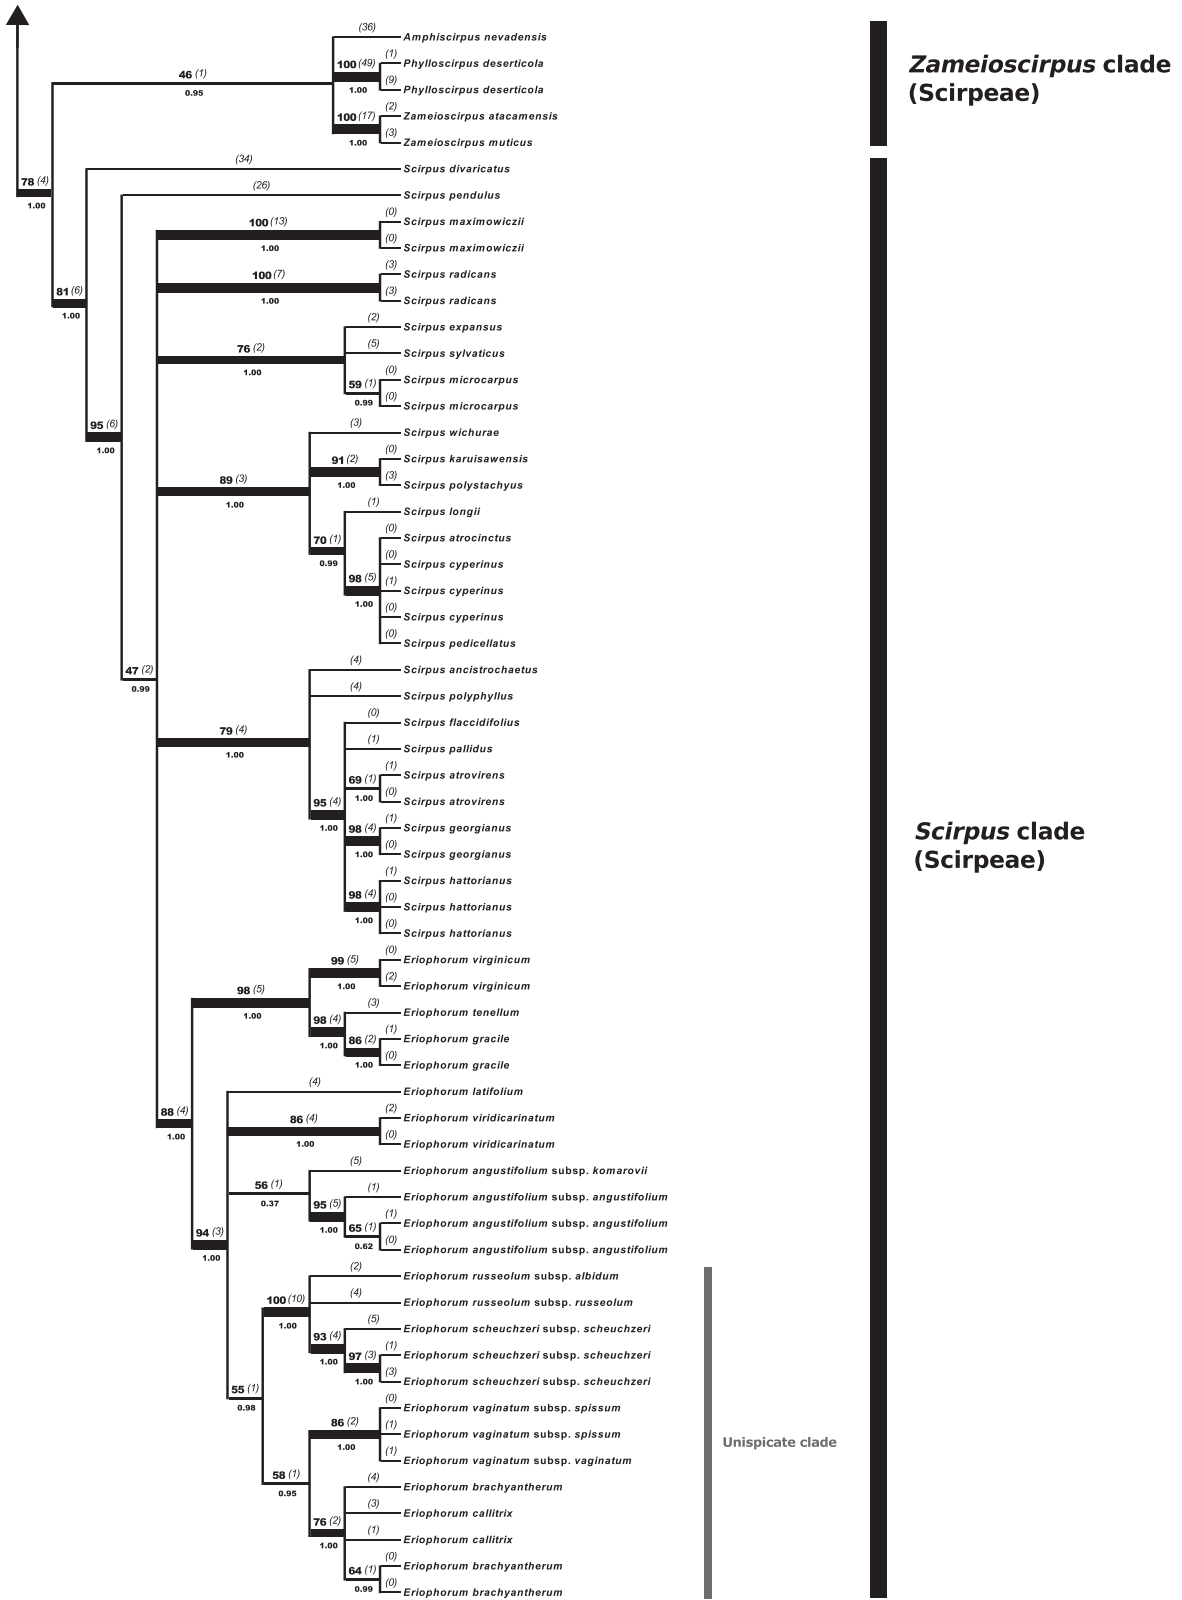 (36)
Amphiscirpus nevadensis
100 (49)
1.00
(1)
Phylloscirpus deserticola
(9)
Phylloscirpus deserticola
46 (1)
0.95
100 (17)
1.00
(2)
Zameioscirpus atacamensis
(3)
Zameioscirpus muticus
Zameioscirpus clade
(Scirpeae)
78 (4)
1.00
(34)
Scirpus divaricatus
(26)
Scirpus pendulus
100 (13)
1.00
(0)
Scirpus maximowiczii
(0)
Scirpus maximowiczii
100 (7)
1.00
(3)
Scirpus radicans
(3)
Scirpus radicans
81 (6)
1.00
76 (2)
1.00
(2)
Scirpus expansus
(5)
Scirpus sylvaticus
59 (1)
0.99
(0)
Scirpus microcarpus
(0)
Scirpus microcarpus
95 (6)
1.00
89 (3)
1.00
(3)
Scirpus wichurae
91 (2)
1.00
(0)
Scirpus karuisawensis
(3)
Scirpus polystachyus
70 (1)
0.99
(1)
Scirpus longii
98 (5)
1.00
(0)
Scirpus atrocinctus
(0)
Scirpus cyperinus
(1)
Scirpus cyperinus
(0)
Scirpus cyperinus
(0)
Scirpus pedicellatus
47 (2)
0.99
79 (4)
1.00
(4)
Scirpus ancistrochaetus
(4)
Scirpus polyphyllus
95 (4)
1.00
(0)
Scirpus flaccidifolius
(1)
Scirpus pallidus
69 (1)
1.00
(1)
Scirpus atrovirens
(0)
Scirpus atrovirens
98 (4)
1.00
(1)
Scirpus georgianus
(0)
Scirpus georgianus
98 (4)
1.00
(1)
Scirpus hattorianus
(0)
Scirpus hattorianus
(0)
Scirpus hattorianus
Scirpus clade
(Scirpeae)
88 (4)
1.00
98 (5)
1.00
99 (5)
1.00
(0)
Eriophorum virginicum
(2)
Eriophorum virginicum
98 (4)
1.00
(3)
Eriophorum tenellum
86 (2)
1.00
(1)
Eriophorum gracile
(0)
Eriophorum gracile
94 (3)
1.00
(4)
Eriophorum latifolium
86 (4)
1.00
(2)
Eriophorum viridicarinatum
(0)
Eriophorum viridicarinatum
56 (1)
0.37
(5)
Eriophorum angustifolium subsp. komarovii
95 (5)
1.00
(1)
Eriophorum angustifolium subsp. angustifolium
65 (1)
0.62
(1)
Eriophorum angustifolium subsp. angustifolium
(0)
Eriophorum angustifolium subsp. angustifolium
55 (1)
0.98
100 (10)
1.00
(2)
Eriophorum russeolum subsp. albidum
(4)
Eriophorum russeolum subsp. russeolum
93 (4)
1.00
(5)
Eriophorum scheuchzeri subsp. scheuchzeri
97 (3)
1.00
(1)
Eriophorum scheuchzeri subsp. scheuchzeri
(3)
Eriophorum scheuchzeri subsp. scheuchzeri
58 (1)
0.95
86 (2)
1.00
(0)
Eriophorum vaginatum subsp. spissum
(1)
Eriophorum vaginatum subsp. spissum
(1)
Eriophorum vaginatum subsp. vaginatum
76 (2)
1.00
(4)
Eriophorum brachyantherum
(3)
Eriophorum callitrix
(1)
Eriophorum callitrix
64 (1)
0.99
(0)
Eriophorum brachyantherum
(0)
Eriophorum brachyantherum
Unispicate clade